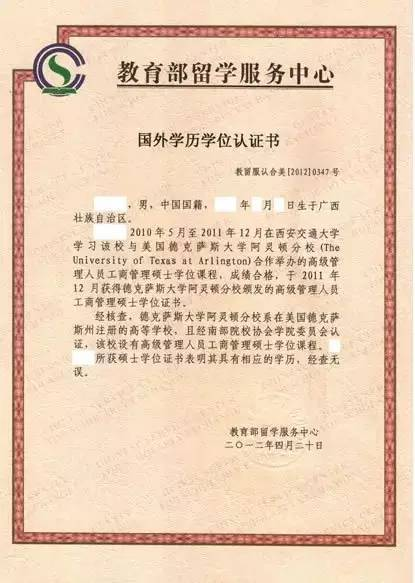 教育部留学服务中心
国外学历学位认证书
教留服认合美[2012]0347号
，男，中国国籍， 年 月 日生于广西
壮族自治区。
2010年5月至2011年12月在西安交通大学
学习该校与美国德克萨斯大学阿灵顿分校(The
University of Texas at Arlington)合作举办的高级管
理人员工商管理硕士学位课程，成绩合格，于2011年
12月获得德克萨斯大学阿灵顿分校颁发的高级管理人员
工商管理硕士学位证书。
经核查，德克萨斯大学阿灵顿分校系在美国德克萨
斯州注册的高等学校，且经南部院校协会学院委员会认
证，该校设有高级管理人员工商管理硕士学位课程。
所获硕士学位证书表明其具有相应的学历，经查无
误。
教育部留学服务中心
二〇一二年四月二十日